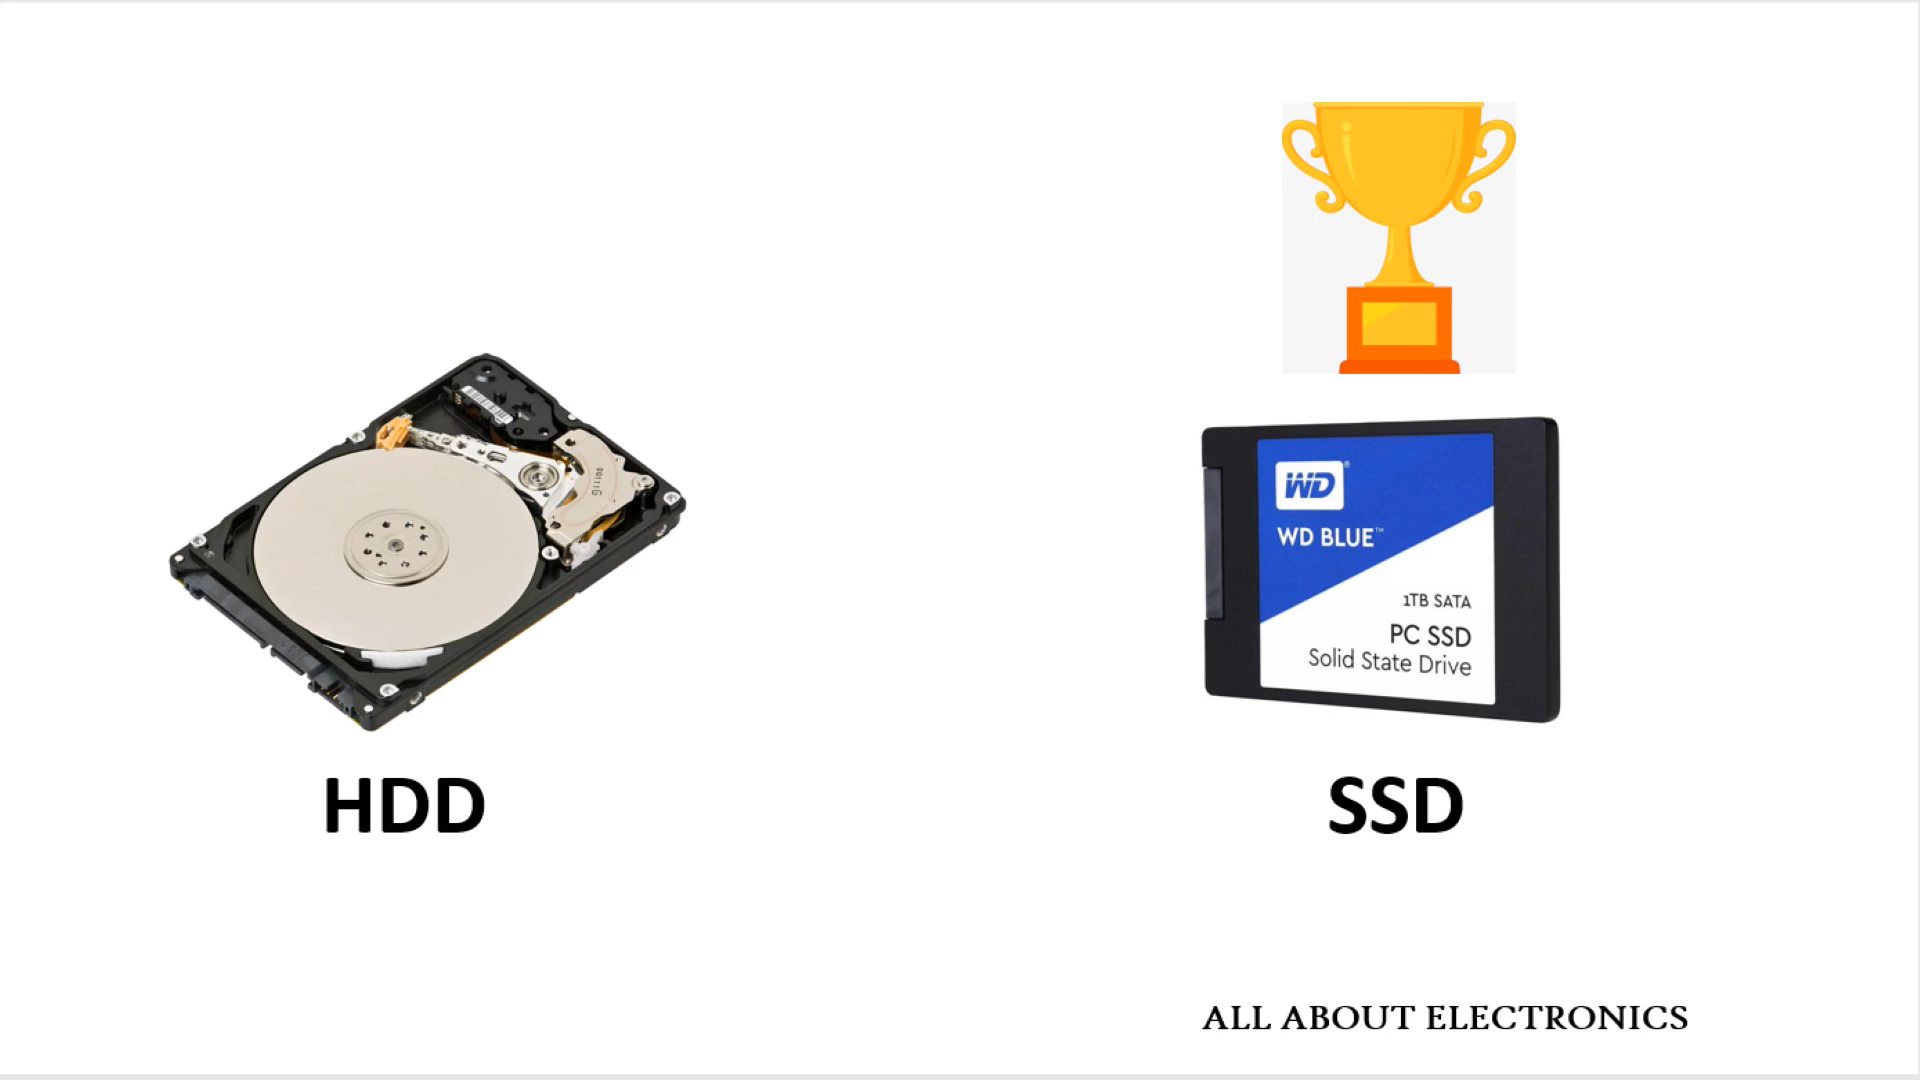 WD
WD BLUE™
1TB SATA
PC SSD
Solid State Drive
HDD
SSD
ALL ABOUT ELECTRONICS